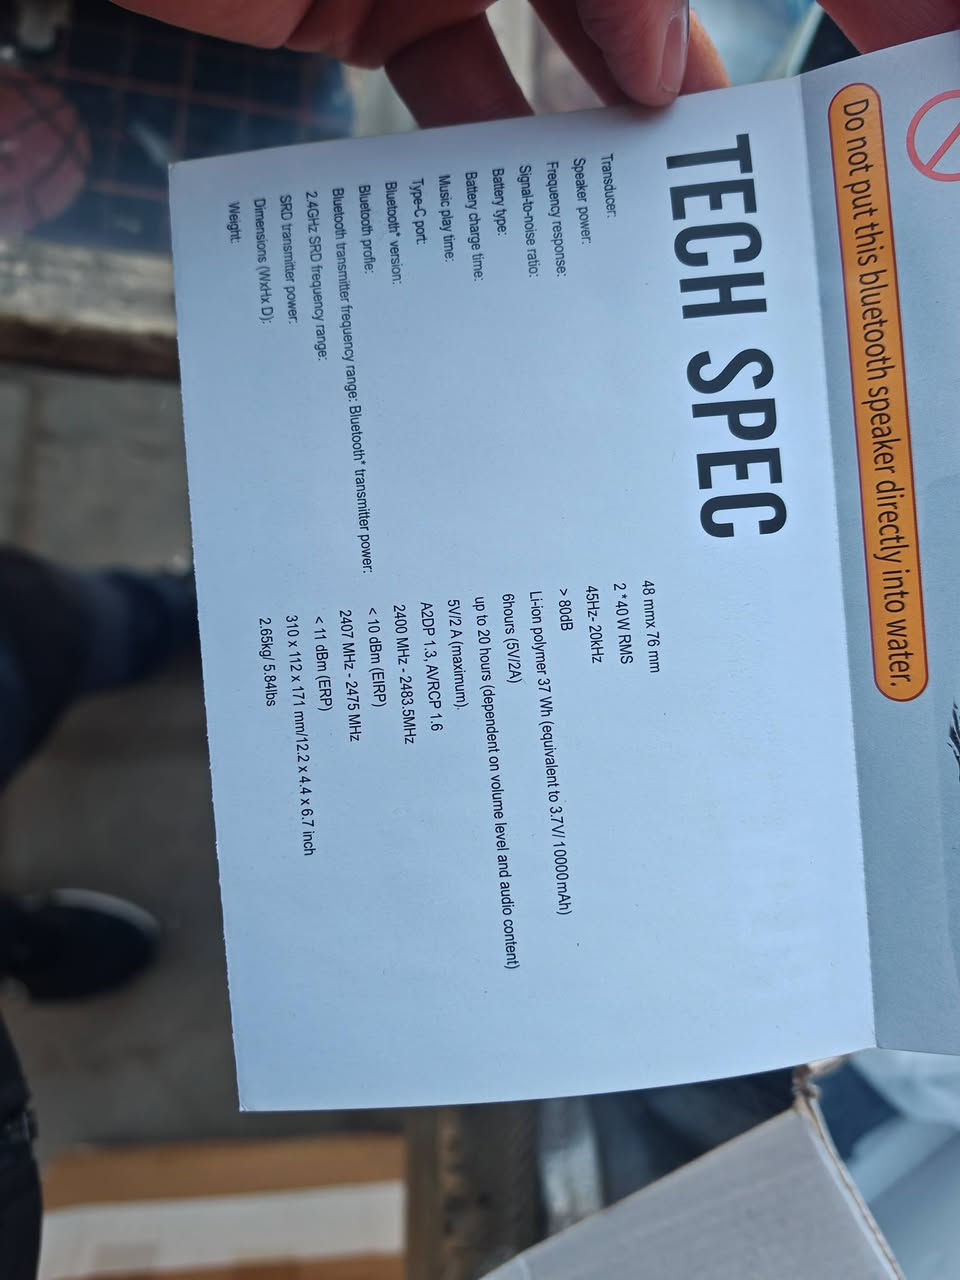 Do not put this bluetooth speaker directly into water.
TECH SPEC
Transducer: 48 mmx 76 mm
Speaker power: 2 * 40 W RMS
Frequency response: 45Hz- 20kHz
Signal-to-noise ratio: > 80dB
Battery type: Li-ion polymer 37 Wh (equivalent to 3.7V/ 10000mAh)
Battery charge time: 6hours (5V/2A)
Music play time: up to 20 hours (dependent on volume level and audio content)
Type-C port: 5V/2 A (maximum).
Bluetooth* version:
Bluetooth profie: A2DP 1.3, AVRCP 1.6
Bluetooth transmitter frequency range: Bluetooth* transmitter power: 2400 MHz - 2483.5MHz
< 10 dBm (EIRP)
2.4GHz SRD frequency range: 2407 MHz - 2475 MHz
SRD transmitter power: < 11 dBm (ERP)
Dimensions (WxHx D): 310 x 112 x 171 mm/12.2 x 4.4 x 6.7 inch
Weight: 2.65kg/ 5.84lbs